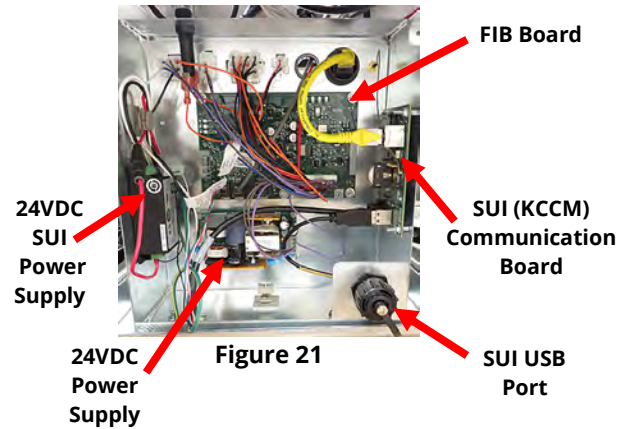 FIB Board
24VDC
SUI
Power
Supply
SUI (KCCM)
Communication
Board
24VDC
Power
Supply
Figure 21
SUI USB
Port